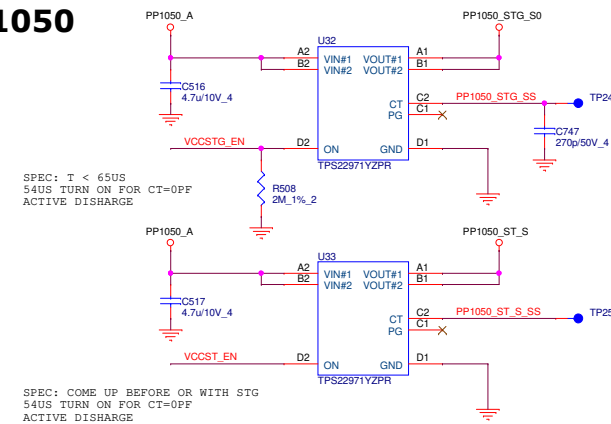 1050
PP1050_A
PP1050_STG_S0
U32
A2 VIN#1 VOUT#1 A1
B2 VIN#2 VOUT#2 B1
C516
4.7u/10V_4
CT C2 PP1050_STG_SS TP24
PG C1
C747
270p/50V_4
VCCSTG_EN D2 ON GND D1
TPS22971YZPR
SPEC: T < 65US
54US TURN ON FOR CT=0PF
ACTIVE DISHARGE
R508
2M_1%_2
PP1050_A
PP1050_ST_S
U33
A2 VIN#1 VOUT#1 A1
B2 VIN#2 VOUT#2 B1
C517
4.7u/10V_4
CT C2 PP1050_ST_S_SS TP25
PG C1
VCCST_EN D2 ON GND D1
TPS22971YZPR
SPEC: COME UP BEFORE OR WITH STG
54US TURN ON FOR CT=0PF
ACTIVE DISHARGE